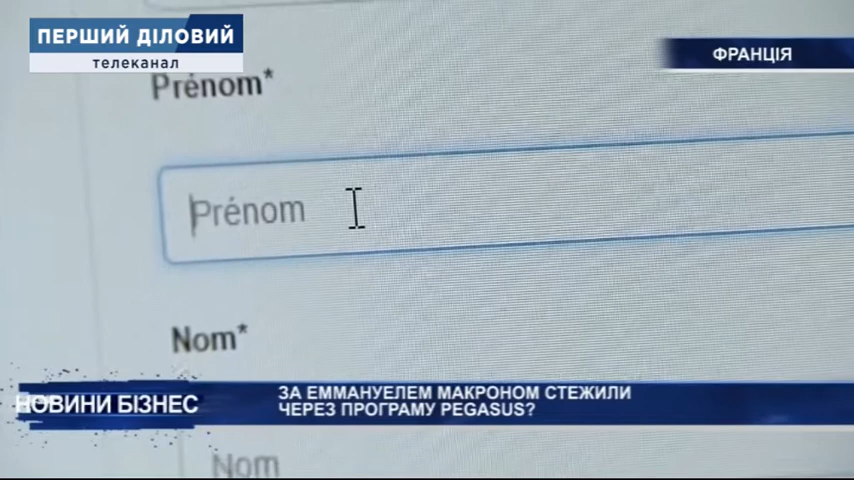 ПЕРШИЙ ДІЛОВИЙ
телеканал
ФРАНЦІЯ
Prénom*
Prénom
Nom*
НОВИНИ БІЗНЕС
ЗА ЕММАНУЕЛЕМ МАКРОНОМ СТЕЖИЛИ
ЧЕРЕЗ ПРОГРАМУ PEGASUS?
Nom